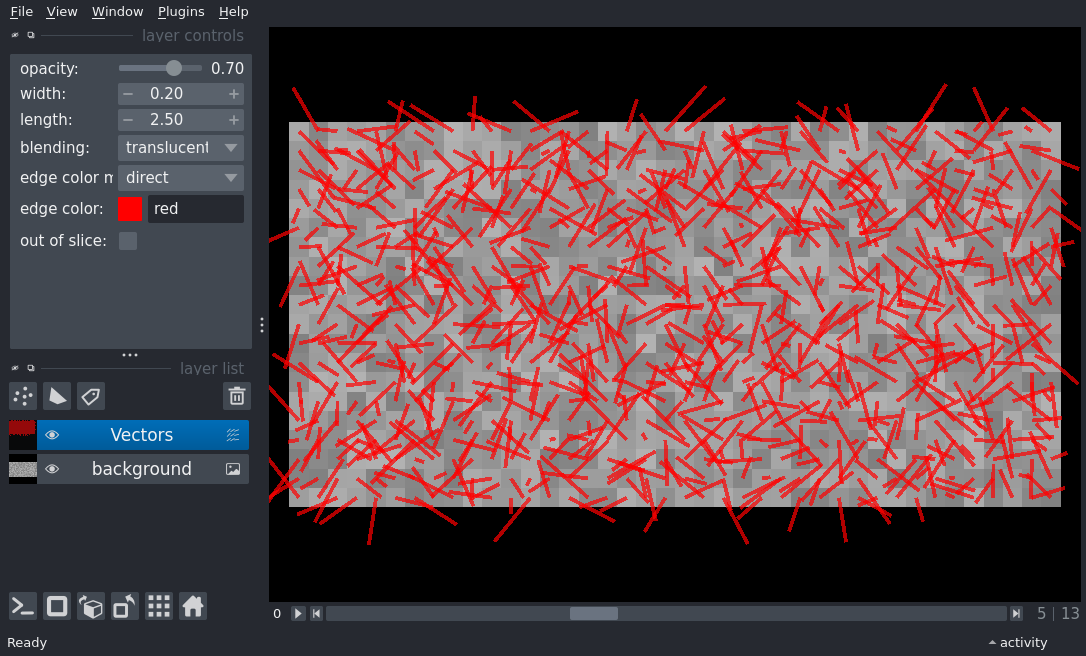 File View Window Plugins Help
layer controls
opacity: 0.70
width: − 0.20 +
length: − 2.50 +
blending: translucent
edge color m direct
edge color: red
out of slice:
layer list
Vectors
background
0 5 | 13
Ready activity